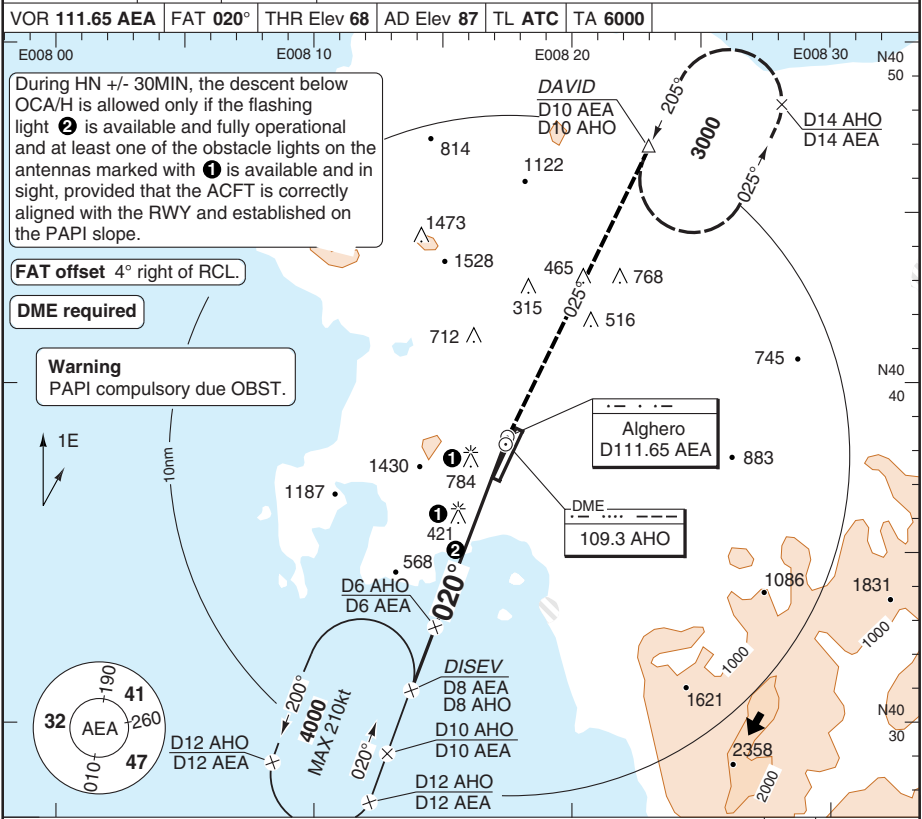 VOR 111.65 AEA FAT 020° THR Elev 68 AD Elev 87 TL ATC TA 6000
E008 00
E008 10
E008 20
E008 30
N40
50
During HN +/- 30MIN, the descent below
OCA/H is allowed only if the flashing
light 2 is available and fully operational
and at least one of the obstacle lights on the
antennas marked with 1 is available and in
sight, provided that the ACFT is correctly
aligned with the RWY and established on
the PAPI slope.
DAVID
D10 AEA
D10 AHO
205°
3000
025°
D14 AHO
D14 AEA
814
1122
1473
1528
FAT offset 4° right of RCL.
465
768
315
025°
516
DME required
712
745
Warning
PAPI compulsory due OBST.
N40
40
1E
Alghero
D111.65 AEA
10nm
1430
1
784
883
1187
1
421
DME
109.3 AHO
2
568
1086
1831
D6 AHO
D6 AEA
020°
1000
1000
DISEV
D8 AEA
D8 AHO
1621
200°
4000
MAX 210kt
020°
D10 AHO
D10 AEA
N40
30
190
41
32
AEA
260
47
010
D12 AHO
D12 AEA
2358
2000
D12 AHO
D12 AEA